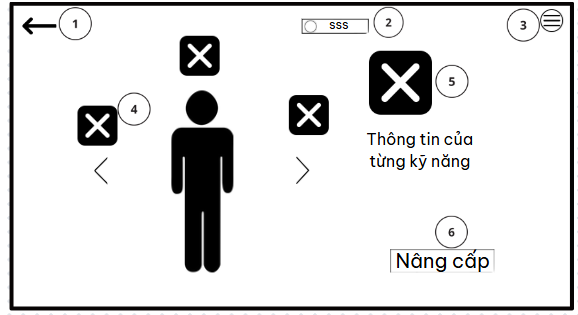 1
sss
2
3
4
5
Thông tin của
từng kỹ năng
6
Nâng cấp